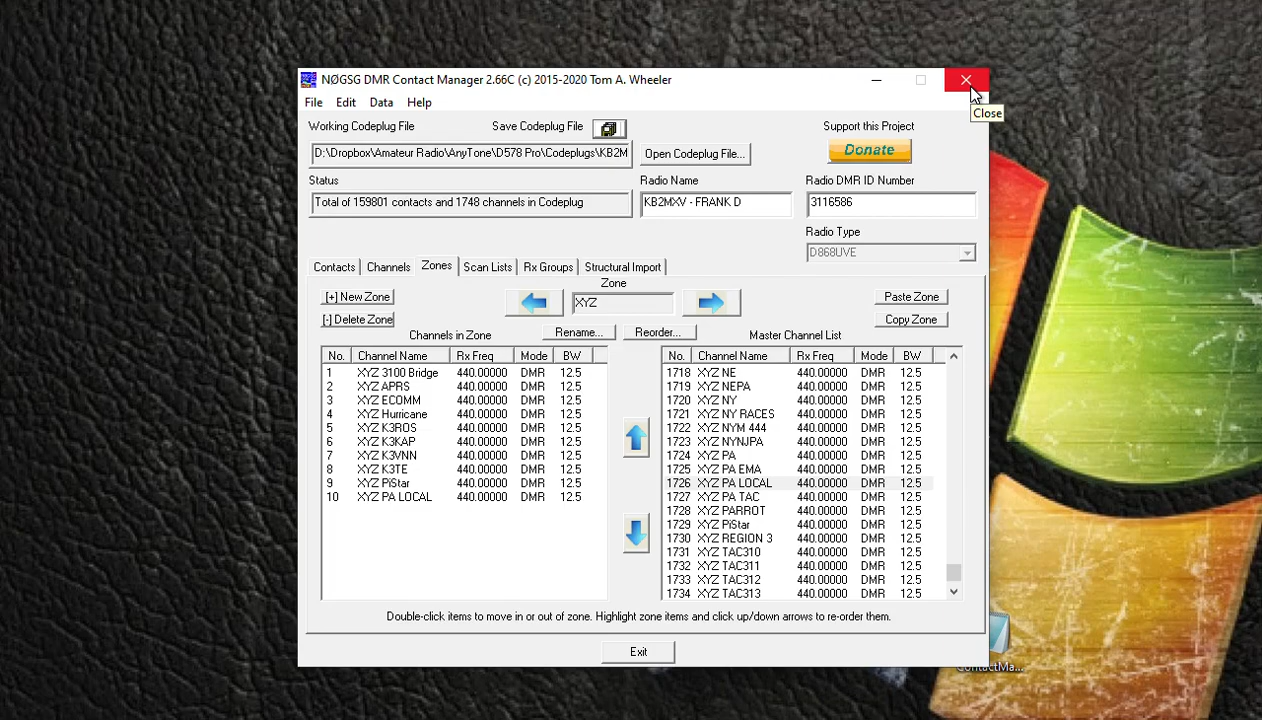 NØGSG DMR Contact Manager 2.66C (c) 2015-2020 Tom A. Wheeler
File Edit Data Help
Close
Working Codeplug File Save Codeplug File Support this Project
D:\Dropbox\Amateur Radio\AnyTone\D578 Pro\Codeplugs\KB2M Open Codeplug File... Donate
Status Radio Name Radio DMR ID Number
Total of 159801 contacts and 1748 channels in Codeplug KB2MXV - FRANK D 3116586
Radio Type
D868UVE
Contacts Channels Zones Scan Lists Rx Groups Structural Import
Zone
[+] New Zone XYZ Paste Zone
[-] Delete Zone Copy Zone
Channels in Zone Rename... Reorder... Master Channel List
No. Channel Name Rx Freq Mode BW No. Channel Name Rx Freq Mode BW
1 XYZ 3100 Bridge 440.00000 DMR 12.5 1718 XYZ NE 440.00000 DMR 12.5
2 XYZ APRS 440.00000 DMR 12.5 1719 XYZ NEPA 440.00000 DMR 12.5
3 XYZ ECOMM 440.00000 DMR 12.5 1720 XYZ NY 440.00000 DMR 12.5
4 XYZ Hurricane 440.00000 DMR 12.5 1721 XYZ NY RACES 440.00000 DMR 12.5
5 XYZ K3ROS 440.00000 DMR 12.5 1722 XYZ NYM 444 440.00000 DMR 12.5
6 XYZ K3KAP 440.00000 DMR 12.5 1723 XYZ NYNJPA 440.00000 DMR 12.5
7 XYZ K3VNN 440.00000 DMR 12.5 1724 XYZ PA 440.00000 DMR 12.5
8 XYZ K3TE 440.00000 DMR 12.5 1725 XYZ PA EMA 440.00000 DMR 12.5
9 XYZ PiStar 440.00000 DMR 12.5 1726 XYZ PA LOCAL 440.00000 DMR 12.5
10 XYZ PA LOCAL 440.00000 DMR 12.5 1727 XYZ PA TAC 440.00000 DMR 12.5
1728 XYZ PARROT 440.00000 DMR 12.5
1729 XYZ PiStar 440.00000 DMR 12.5
1730 XYZ REGION 3 440.00000 DMR 12.5
1731 XYZ TAC310 440.00000 DMR 12.5
1732 XYZ TAC311 440.00000 DMR 12.5
1733 XYZ TAC312 440.00000 DMR 12.5
1734 XYZ TAC313 440.00000 DMR 12.5
Double-click items to move in or out of zone. Highlight zone items and click up/down arrows to re-order them.
Exit